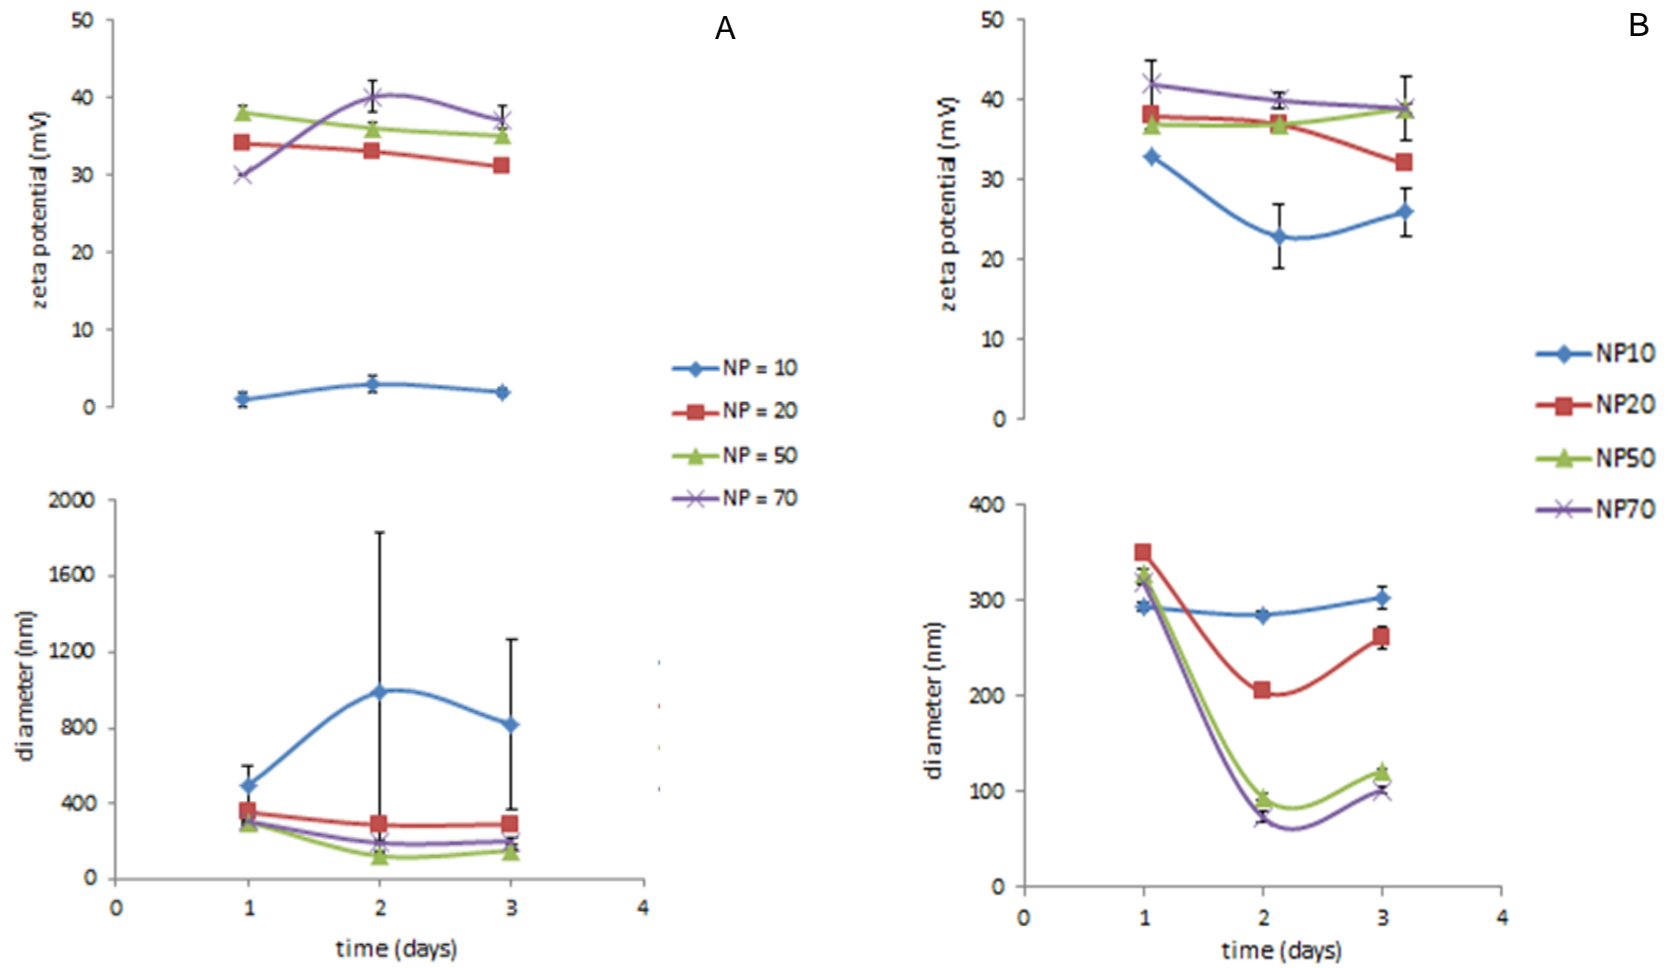 A
50
40
30
20
10
0
zeta potential (mV)
NP = 10
NP = 20
NP = 50
NP = 70
2000
1600
1200
800
400
0
diameter (nm)
0 1 2 3 4
time (days)
B
50
40
30
20
10
0
zeta potential (mV)
NP10
NP20
NP50
NP70
400
300
200
100
0
diameter (nm)
0 1 2 3 4
time (days)